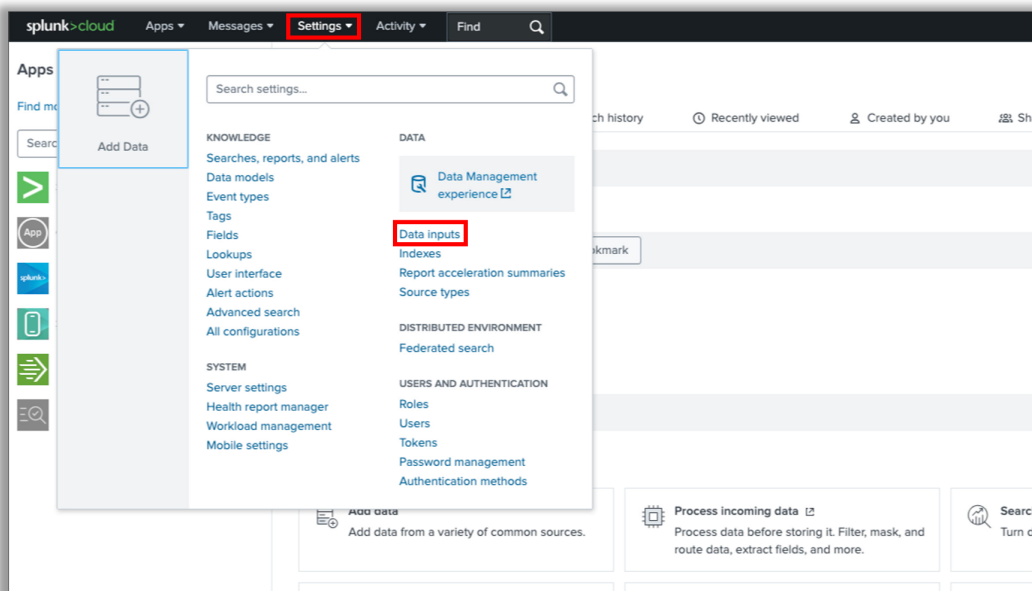 splunk>cloud
Apps
Messages
Settings
Activity
Find
Apps
Find mo
Searc
App
splunk>
Add Data
Search settings...
KNOWLEDGE
Searches, reports, and alerts
Data models
Event types
Tags
Fields
Lookups
User interface
Alert actions
Advanced search
All configurations
SYSTEM
Server settings
Health report manager
Workload management
Mobile settings
DATA
Data Management
experience
Data inputs
Indexes
Report acceleration summaries
Source types
DISTRIBUTED ENVIRONMENT
Federated search
USERS AND AUTHENTICATION
Roles
Users
Tokens
Password management
Authentication methods
ch history
Recently viewed
Created by you
Sh
okmark
Add data
Add data from a variety of common sources.
Process incoming data
Process data before storing it. Filter, mask, and
route data, extract fields, and more.
Searc
Turn c